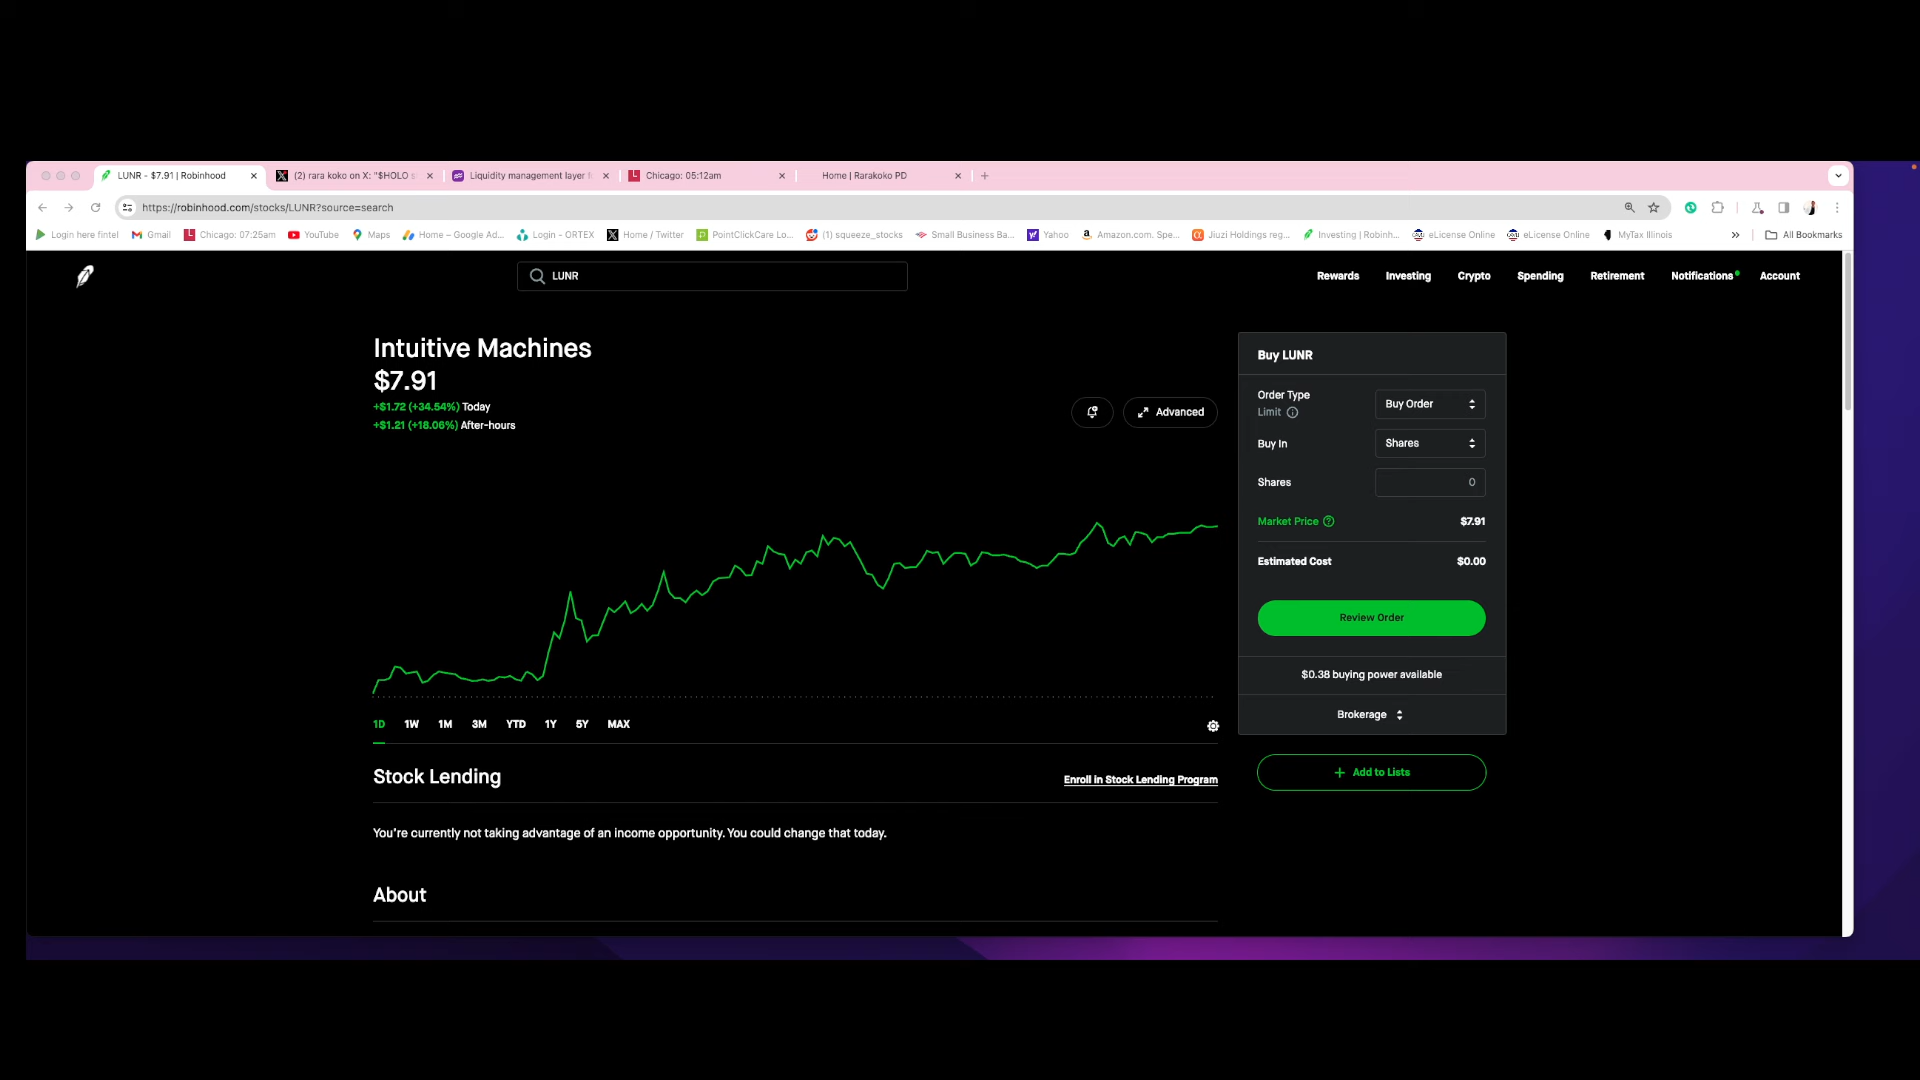 LUNR - $7.91 | Robinhood
(2) rara koko on X: "$HOLO s
Liquidity management layer f
Chicago: 05:12am
Home | Rarakoko PD
https://robinhood.com/stocks/LUNR?source=search
Login here fintel
Gmail
Chicago: 07:25am
YouTube
Maps
Home – Google Ad...
Login - ORTEX
Home / Twitter
PointClickCare Lo...
(1) squeeze_stocks
Small Business Ba...
Yahoo
Amazon.com. Spe...
Jiuzi Holdings reg...
Investing | Robinh...
eLicense Online
eLicense Online
MyTax Illinois
»
All Bookmarks
LUNR
Rewards
Investing
Crypto
Spending
Retirement
Notifications
Account
Intuitive Machines
$7.91
+$1.72 (+34.54%) Today
+$1.21 (+18.06%) After-hours
Advanced
1D
1W
1M
3M
YTD
1Y
5Y
MAX
Stock Lending
Enroll in Stock Lending Program
You're currently not taking advantage of an income opportunity. You could change that today.
About
Buy LUNR
Order Type
Limit
Buy Order
Buy In
Shares
Shares
0
Market Price
$7.91
Estimated Cost
$0.00
Review Order
$0.38 buying power available
Brokerage
Add to Lists